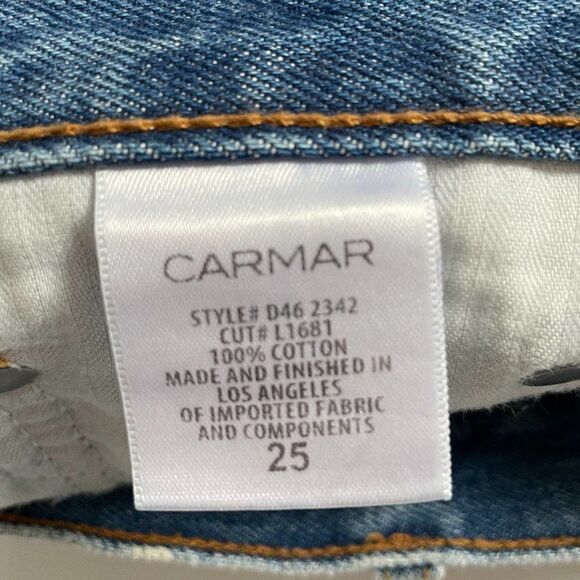 CARMAR
STYLE# D46 2342
CUT# L1681
100% COTTON
MADE AND FINISHED IN
LOS ANGELES
OF IMPORTED FABRIC
AND COMPONENTS
25